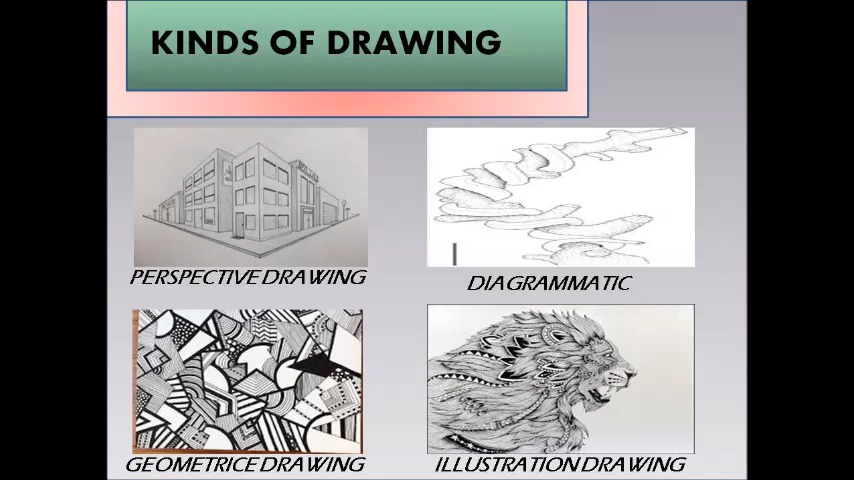 KINDS OF DRAWING
PERSPECTIVE DRAWING
DIAGRAMMATIC
GEOMETRICE DRAWING
ILLUSTRATION DRAWING